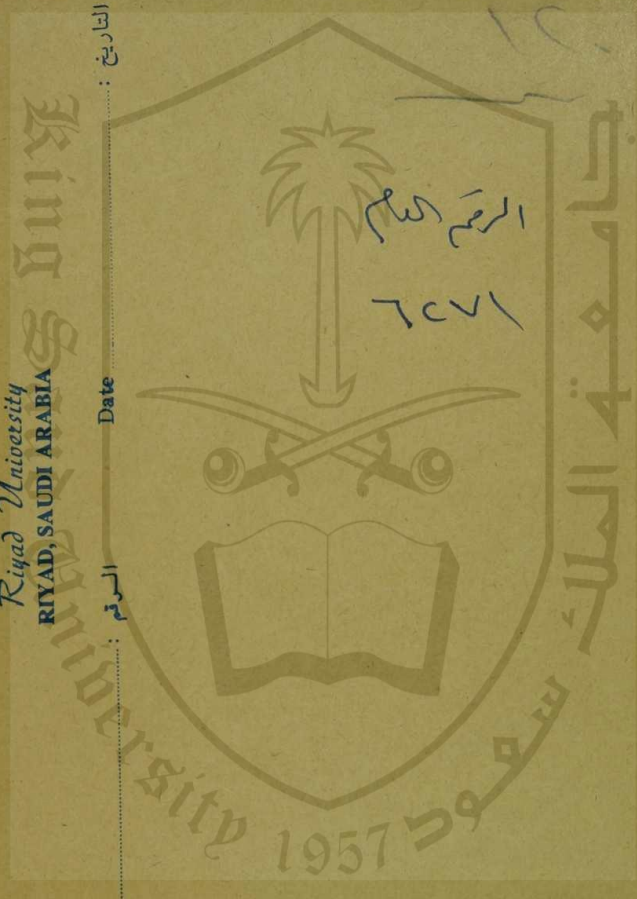 الرقم العام
٦٢٧١
Riyad University
RIYAD, SAUDI ARABIA
التاريخ :
Date
الرقم :
King Saud University 1957
جامعة الملك سعود